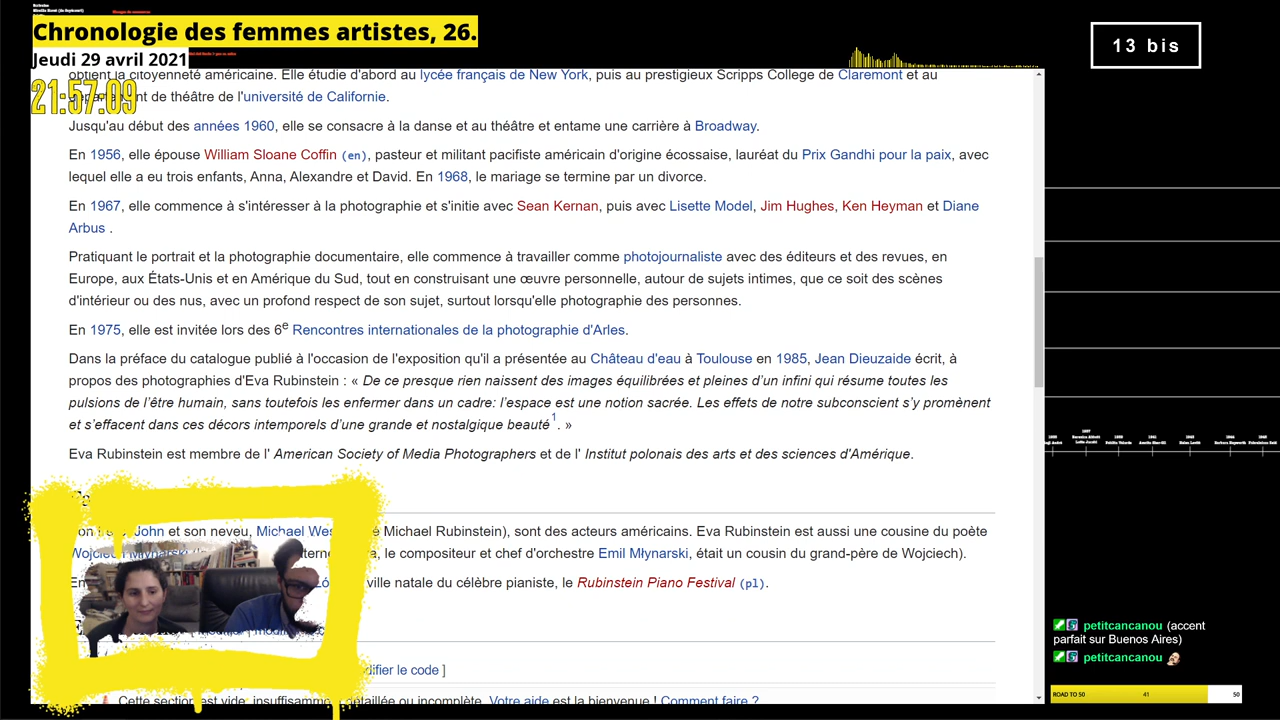 Chronologie des femmes artistes, 26.
Jeudi 29 avril 2021
21:57:09
13 bis
obtient la citoyenneté américaine. Elle étudie d'abord au lycée français de New York, puis au prestigieux Scripps College de Claremont et au
de théâtre de l'université de Californie.
Jusqu'au début des années 1960, elle se consacre à la danse et au théâtre et entame une carrière à Broadway.
En 1956, elle épouse William Sloane Coffin (en), pasteur et militant pacifiste américain d'origine écossaise, lauréat du Prix Gandhi pour la paix, avec
lequel elle a eu trois enfants, Anna, Alexandre et David. En 1968, le mariage se termine par un divorce.
En 1967, elle commence à s'intéresser à la photographie et s'initie avec Sean Kernan, puis avec Lisette Model, Jim Hughes, Ken Heyman et Diane
Arbus .
Pratiquant le portrait et la photographie documentaire, elle commence à travailler comme photojournaliste avec des éditeurs et des revues, en
Europe, aux États-Unis et en Amérique du Sud, tout en construisant une œuvre personnelle, autour de sujets intimes, que ce soit des scènes
d'intérieur ou des nus, avec un profond respect de son sujet, surtout lorsqu'elle photographie des personnes.
En 1975, elle est invitée lors des 6e Rencontres internationales de la photographie d'Arles.
Dans la préface du catalogue publié à l'occasion de l'exposition qu'il a présentée au Château d'eau à Toulouse en 1985, Jean Dieuzaide écrit, à
propos des photographies d'Eva Rubinstein : « De ce presque rien naissent des images équilibrées et pleines d'un infini qui résume toutes les
pulsions de l'être humain, sans toutefois les enfermer dans un cadre: l'espace est une notion sacrée. Les effets de notre subconscient s'y promènent
et s'effacent dans ces décors intemporels d'une grande et nostalgique beauté1. »
Eva Rubinstein est membre de l' American Society of Media Photographers et de l' Institut polonais des arts et des sciences d'Amérique.
John et son neveu, Michael Michael Rubinstein), sont des acteurs américains. Eva Rubinstein est aussi une cousine du poète
Wojciech Młynarski le compositeur et chef d'orchestre Emil Młynarski, était un cousin du grand-père de Wojciech).
ville natale du célèbre pianiste, le Rubinstein Piano Festival (pl).
le code ]
Cette section est vide, insuffisamment détaillée ou incomplète. Votre aide est la bienvenue ! Comment faire ?
petitcancanou (accent
parfait sur Buenos Aires)
petitcancanou
ROAD TO 50 41 50